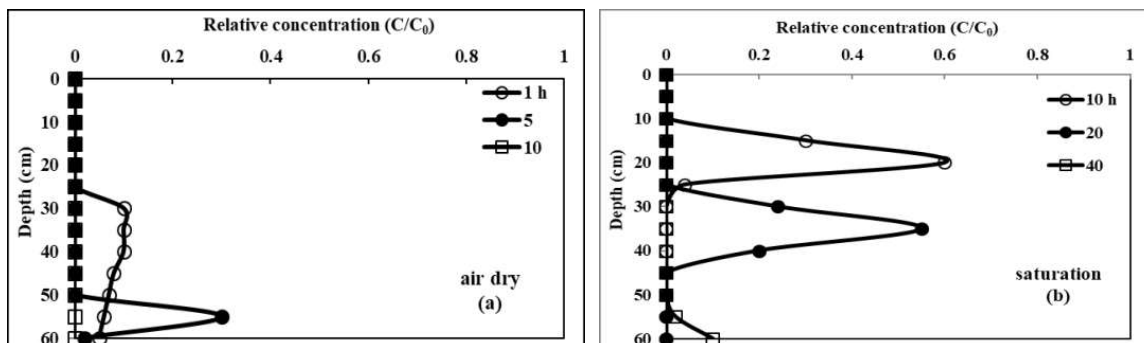 Relative concentration (C/C₀)
0 0.2 0.4 0.6 0.8 1
0
10
20
30
40
50
60
Depth (cm)
1 h
5
10
air dry
(a)
Relative concentration (C/C₀)
0 0.2 0.4 0.6 0.8 1
0
10
20
30
40
50
60
Depth (cm)
10 h
20
40
saturation
(b)